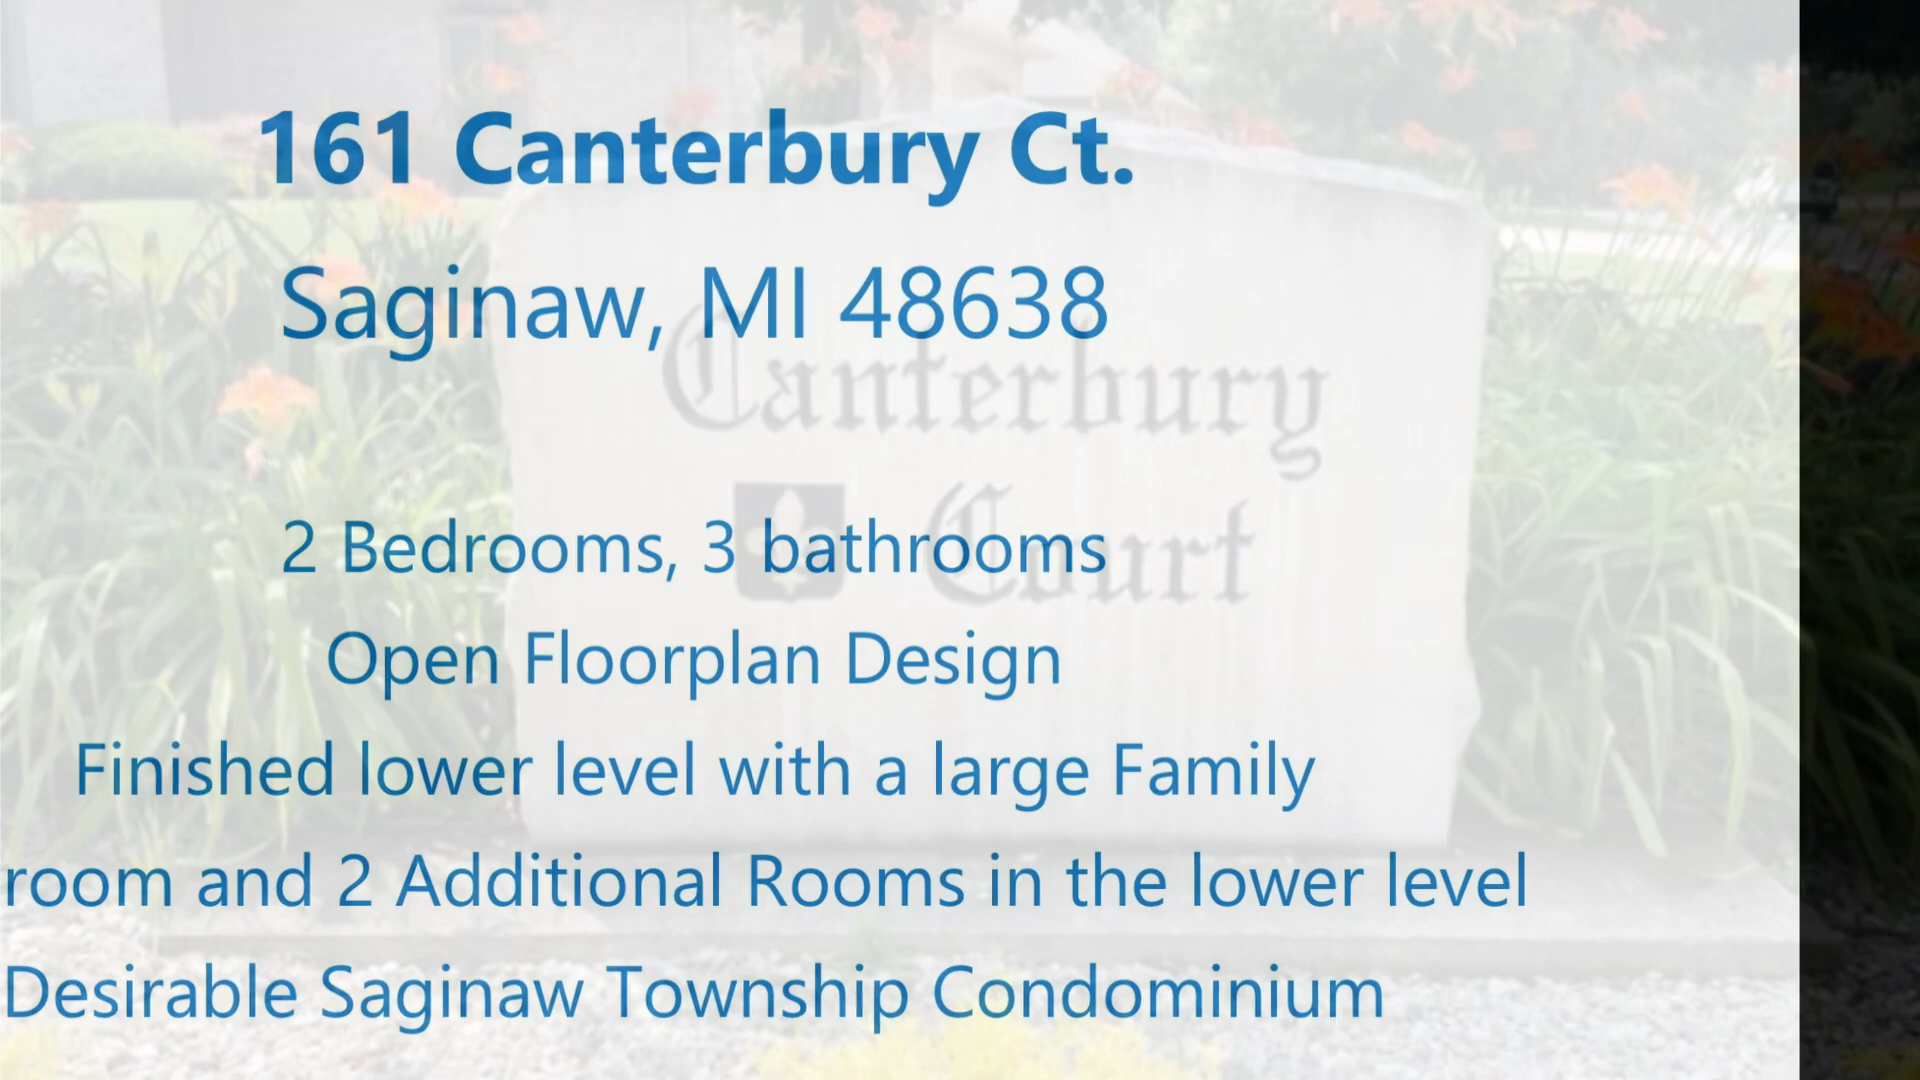 161 Canterbury Ct.
Saginaw, MI 48638
Canterbury
Court
2 Bedrooms, 3 bathrooms
Open Floorplan Design
Finished lower level with a large Family
room and 2 Additional Rooms in the lower level
Desirable Saginaw Township Condominium